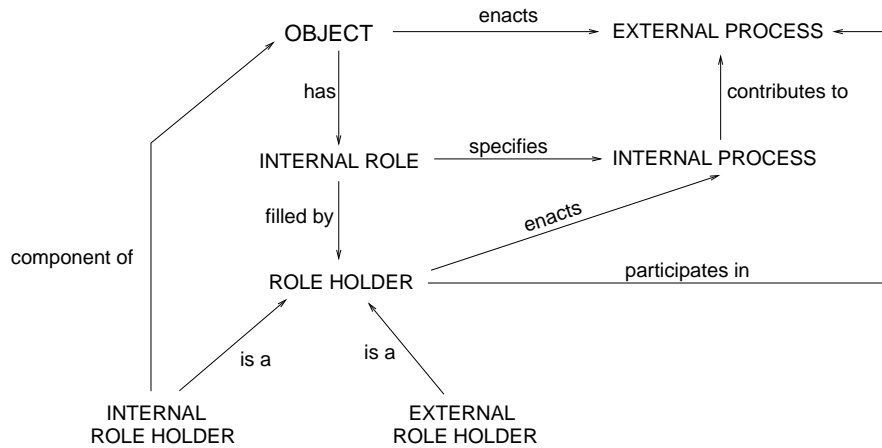 OBJECT
enacts
EXTERNAL PROCESS
has
contributes to
INTERNAL ROLE
specifies
INTERNAL PROCESS
filled by
enacts
component of
ROLE HOLDER
participates in
is a
is a
INTERNAL
ROLE HOLDER
EXTERNAL
ROLE HOLDER